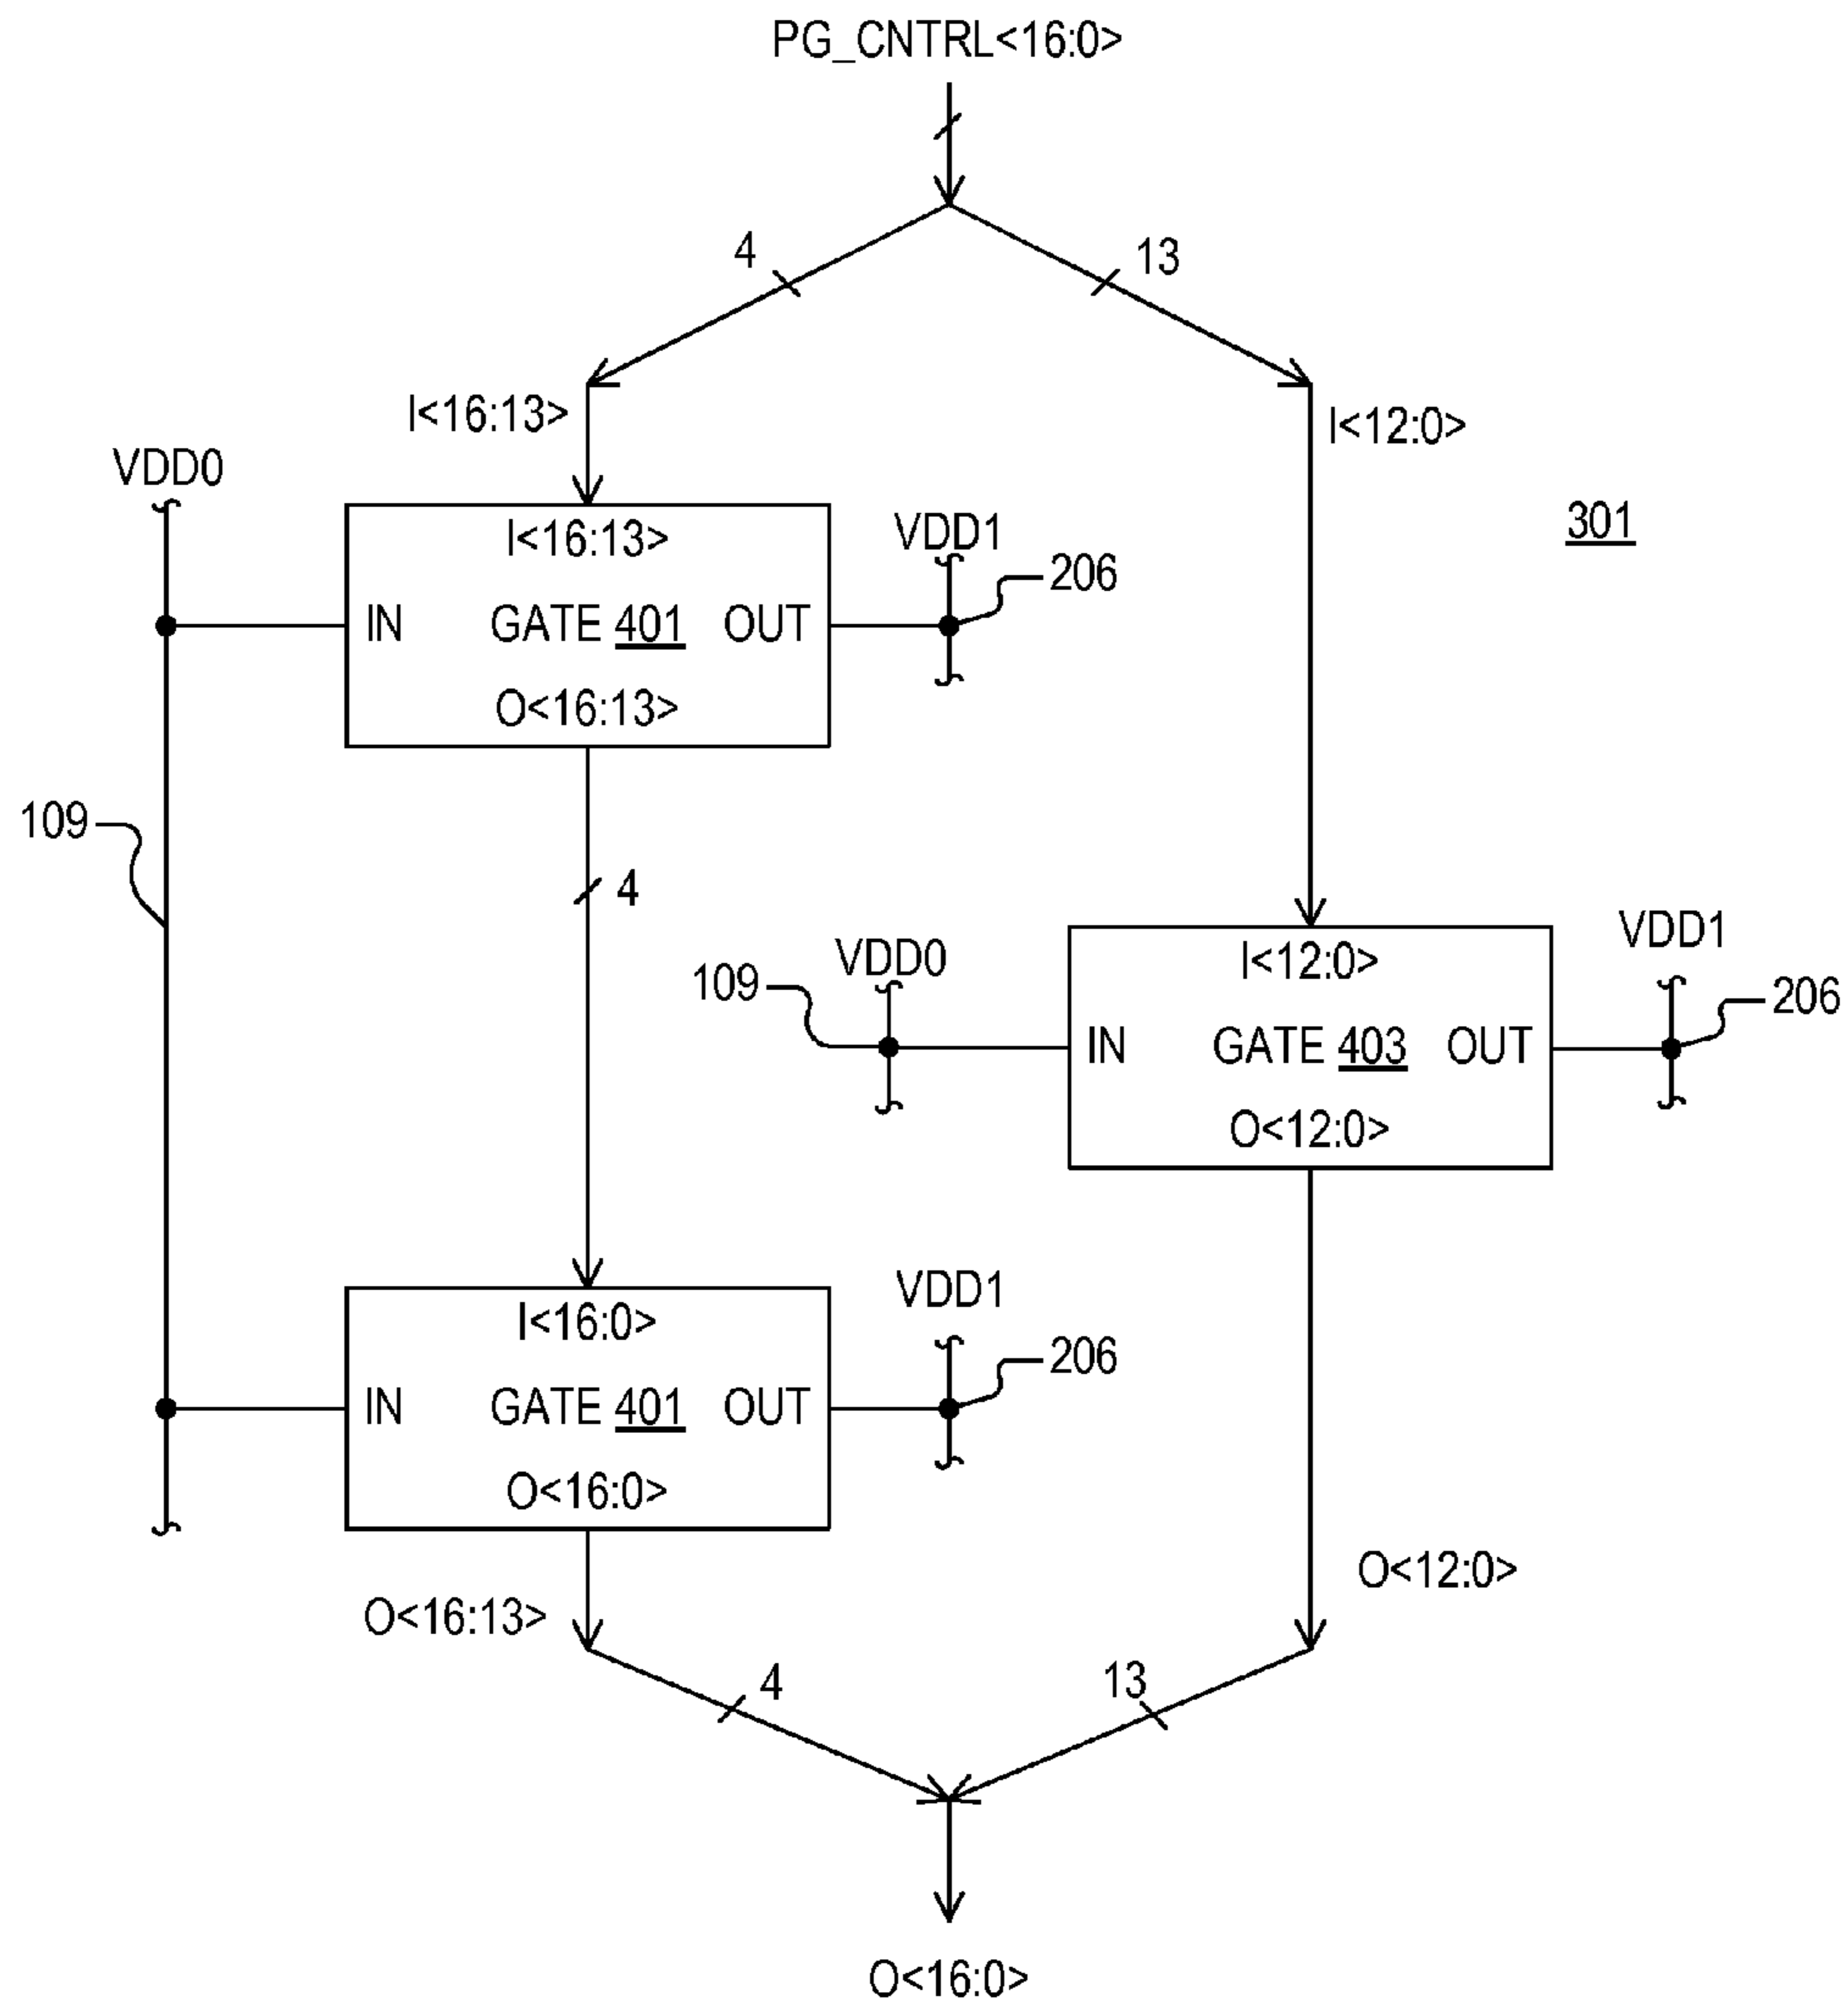 PG_CNTRL<16:0>
4
13
I<16:13>
I<12:0>
VDD0
301
I<16:13>
VDD1
206
IN GATE 401 OUT
O<16:13>
109
4
VDD0
109
VDD1
206
I<12:0>
IN GATE 403 OUT
O<12:0>
I<16:0>
VDD1
206
IN GATE 401 OUT
O<16:0>
O<16:13>
O<12:0>
4
13
O<16:0>